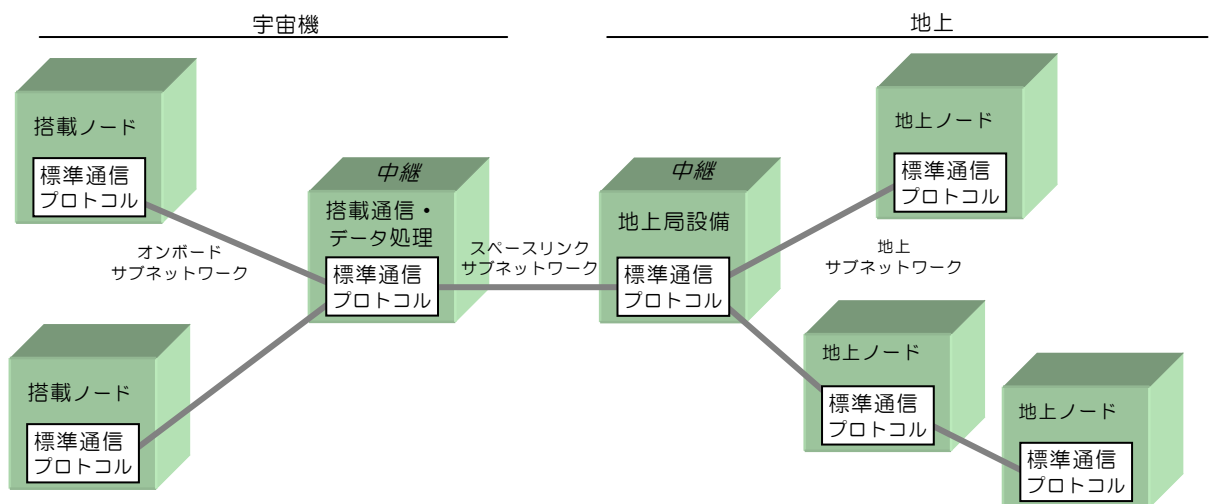 宇宙機
地上
搭載ノード
標準通信
プロトコル
中継
搭載通信・
データ処理
標準通信
プロトコル
オンボード
サブネットワーク
搭載ノード
標準通信
プロトコル
スペースリンク
サブネットワーク
中継
地上局設備
標準通信
プロトコル
地上ノード
標準通信
プロトコル
地上
サブネットワーク
地上ノード
標準通信
プロトコル
地上ノード
標準通信
プロトコル